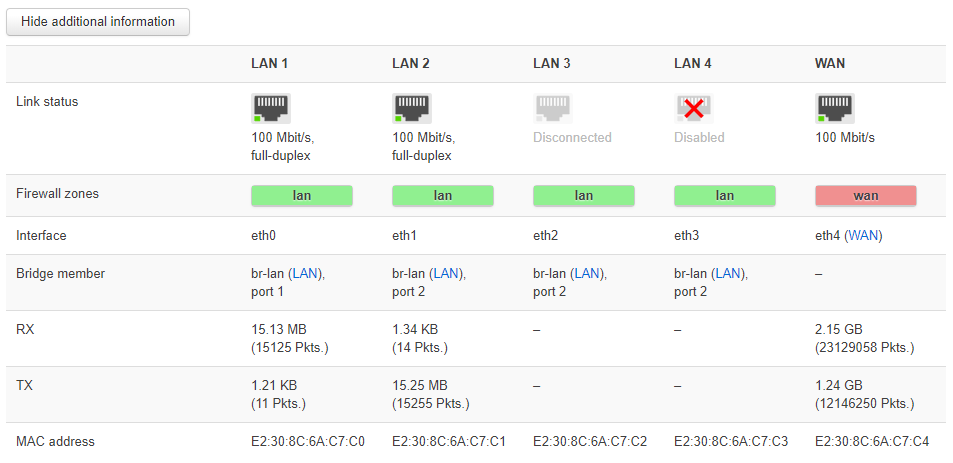 Hide additional information
LAN 1 LAN 2 LAN 3 LAN 4 WAN
Link status
100 Mbit/s, 100 Mbit/s, Disconnected Disabled 100 Mbit/s
full-duplex full-duplex
Firewall zones lan lan lan lan wan
Interface eth0 eth1 eth2 eth3 eth4 (WAN)
Bridge member br-lan (LAN), br-lan (LAN), br-lan (LAN), br-lan (LAN), –
port 1 port 2 port 2 port 2
RX 15.13 MB 1.34 KB – – 2.15 GB
(15125 Pkts.) (14 Pkts.) (23129058 Pkts.)
TX 1.21 KB 15.25 MB – – 1.24 GB
(11 Pkts.) (15255 Pkts.) (12146250 Pkts.)
MAC address E2:30:8C:6A:C7:C0 E2:30:8C:6A:C7:C1 E2:30:8C:6A:C7:C2 E2:30:8C:6A:C7:C3 E2:30:8C:6A:C7:C4